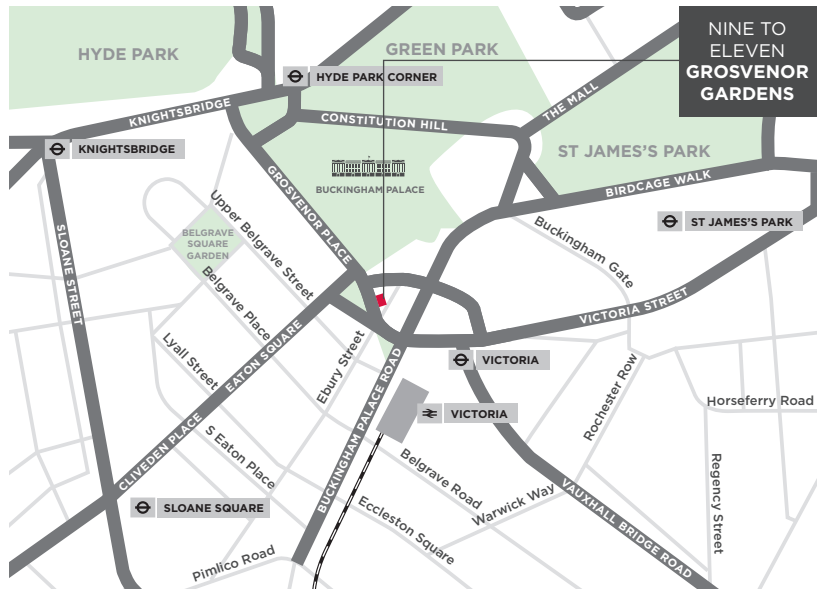 HYDE PARK
GREEN PARK
NINE TO
ELEVEN
GROSVENOR
GARDENS
HYDE PARK CORNER
THE MALL
KNIGHTSBRIDGE
CONSTITUTION HILL
KNIGHTSBRIDGE
ST JAMES'S PARK
GROSVENOR PLACE
BUCKINGHAM PALACE
BIRDCAGE WALK
Upper Belgrave Street
ST JAMES'S PARK
SLOANE STREET
BELGRAVE
SQUARE
GARDEN
Buckingham Gate
Belgrave Place
VICTORIA STREET
Lyall Street
EATON SQUARE
Ebury Street
VICTORIA
Rochester Row
VICTORIA
Horseferry Road
CLIVEDEN PLACE
S Eaton Place
BUCKINGHAM PALACE ROAD
Belgrave Road
Regency Street
SLOANE SQUARE
Warwick Way
VAUXHALL BRIDGE ROAD
Eccleston Square
Pimlico Road